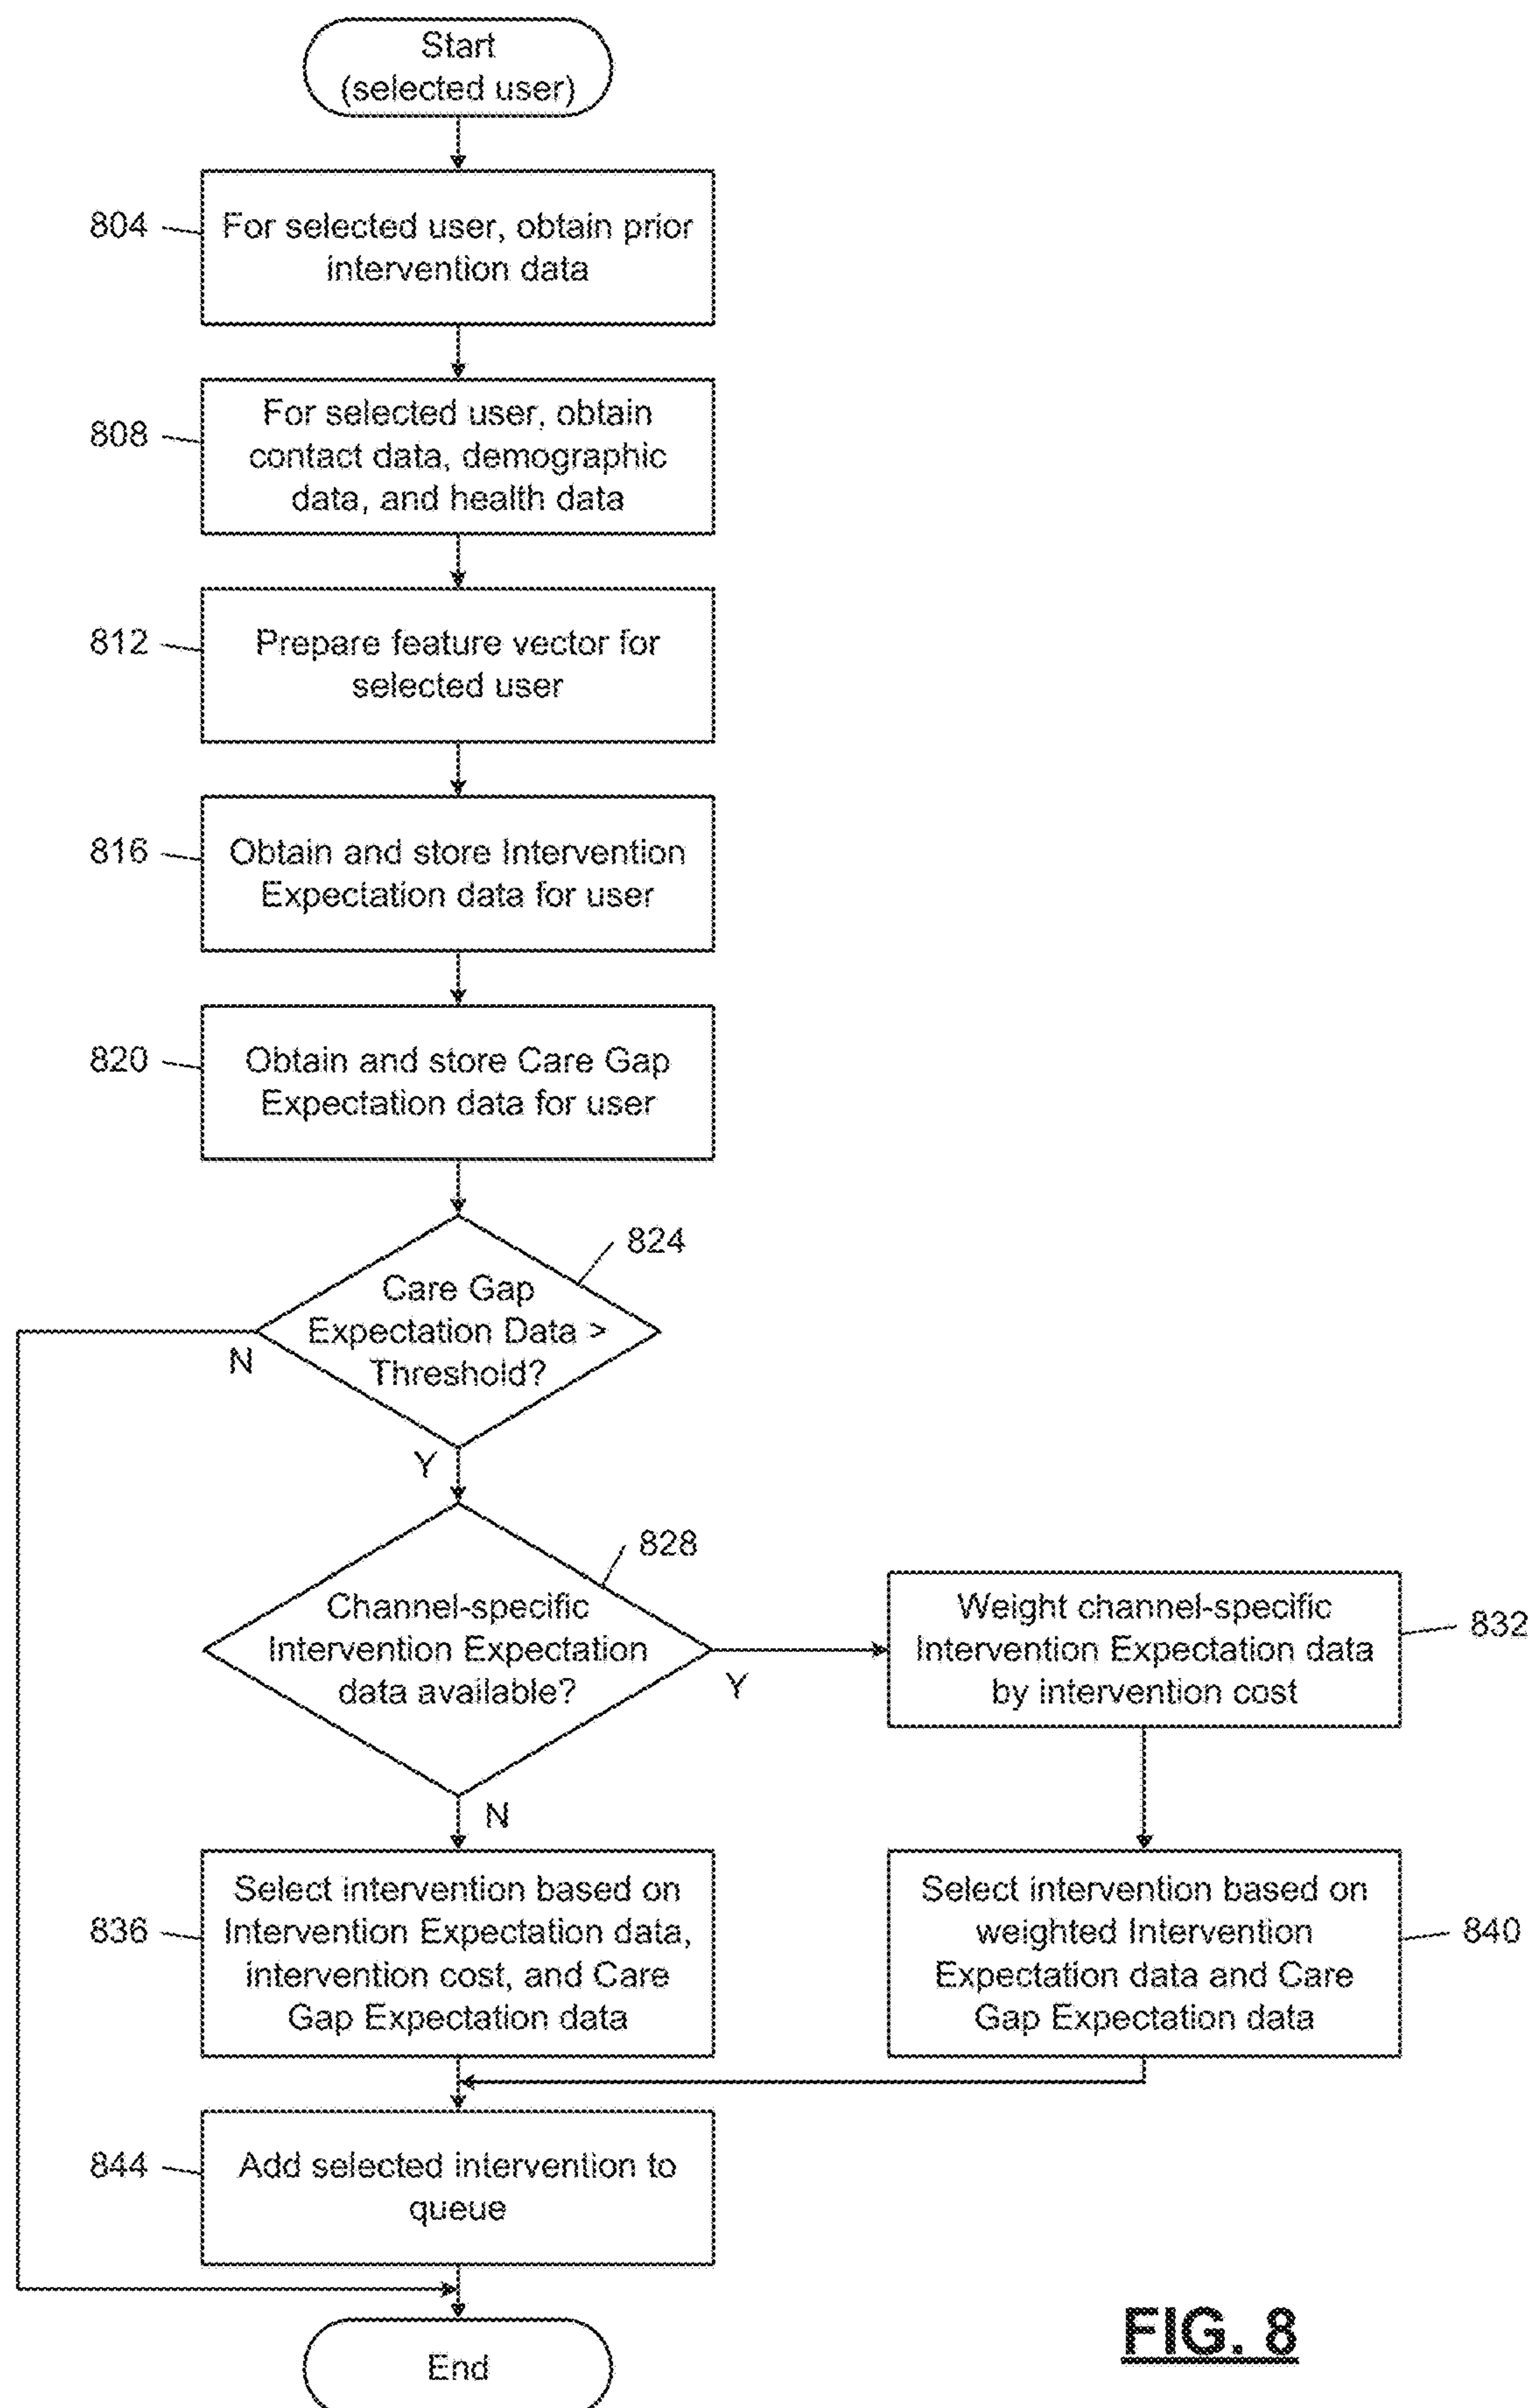 Start
(selected user)
804
For selected user, obtain prior
intervention data
808
For selected user, obtain
contact data, demographic
data, and health data
812
Prepare feature vector for
selected user
816
Obtain and store Intervention
Expectation data for user
820
Obtain and store Care Gap
Expectation data for user
824
Care Gap
Expectation Data >
Threshold?
N
Y
828
Channel-specific
Intervention Expectation
data available?
Y
N
Weight channel-specific
Intervention Expectation data
by intervention cost
832
836
Select intervention based on
Intervention Expectation data,
intervention cost, and Care
Gap Expectation data
Select intervention based on
weighted Intervention
Expectation data and Care
Gap Expectation data
840
844
Add selected intervention to
queue
End
FIG. 8